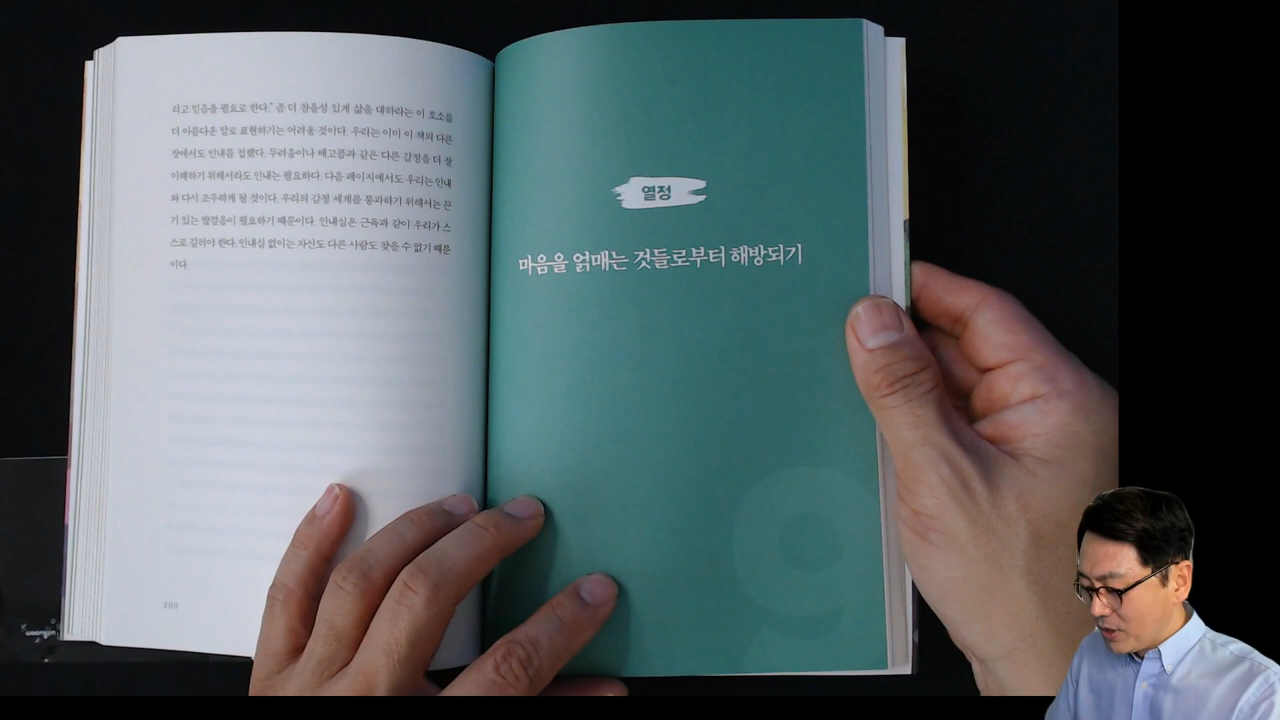 리고 믿음을 필요로 한다.” 좀 더 참을성 있게 삶을 대하라는 이 호소를
더 아름다운 말로 표현하기는 어려울 것이다. 우리는 이미 이 책의 다른
장에서도 인내를 접했다. 두려움이나 배고픔과 같은 다른 감정을 더 잘
이해하기 위해서라도 인내는 필요하다. 다음 페이지에서도 우리는 인내
와 다시 조우하게 될 것이다. 우리의 감정 세계를 통과하기 위해서는 끈
기 있는 발걸음이 필요하기 때문이다. 인내심은 근육과 같이 우리가 스
스로 길러야 한다. 인내심 없이는 자신도 다른 사람도 찾을 수 없기 때문
이다.
열정
마음을 얽매는 것들로부터 해방되기
9